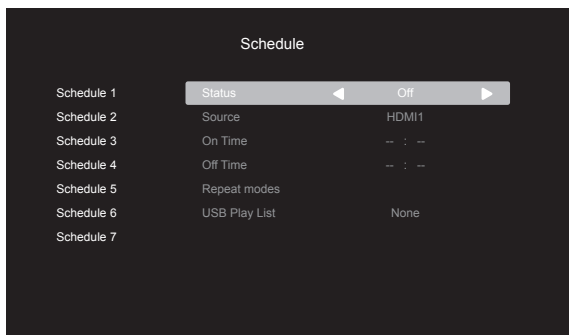 Schedule
Schedule 1 Status Off
Schedule 2 Source HDMI1
Schedule 3 On Time -- : --
Schedule 4 Off Time -- : --
Schedule 5 Repeat modes
Schedule 6 USB Play List None
Schedule 7